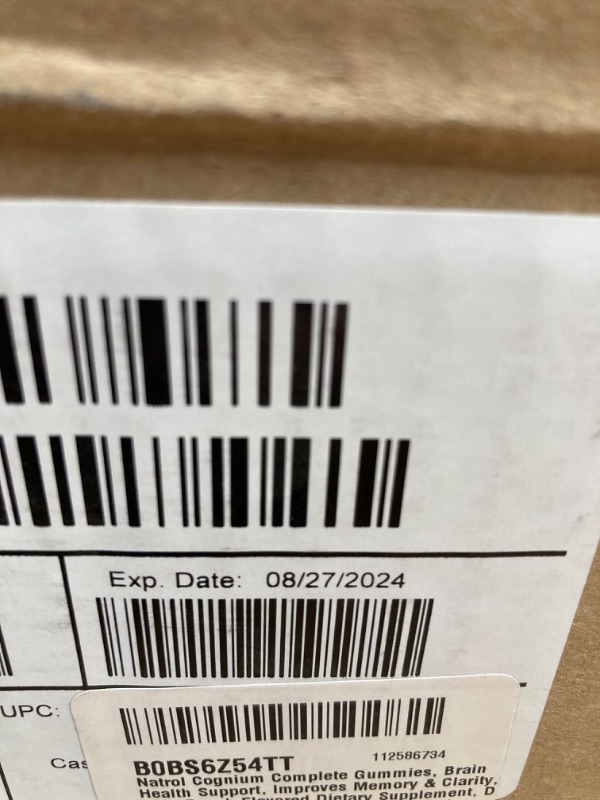 Exp. Date: 08/27/2024
UPC:
Cas
B0BS6Z54TT 112586734
Natrol Cognium Complete Gummies, Brain
Health Support, Improves Memory & Clarity,
Flavored Dietary Supplement, D